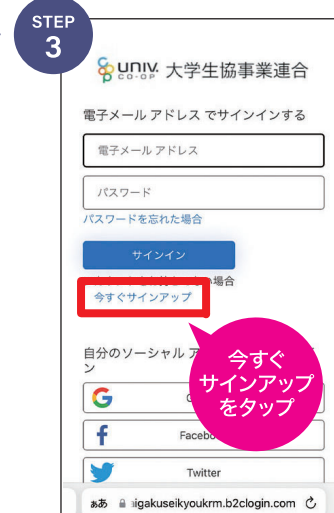 STEP
3
univ.
CO-OP
大学生協事業連合
電子メール アドレス でサインインする
電子メール アドレス
パスワード
パスワードを忘れた場合
サインイン
場合
今すぐサインアップ
自分のソーシャル ア
ン
今すぐ
サインアップ
をタップ
Twitter
ああ
igakuseikyoukrm.b2clogin.com